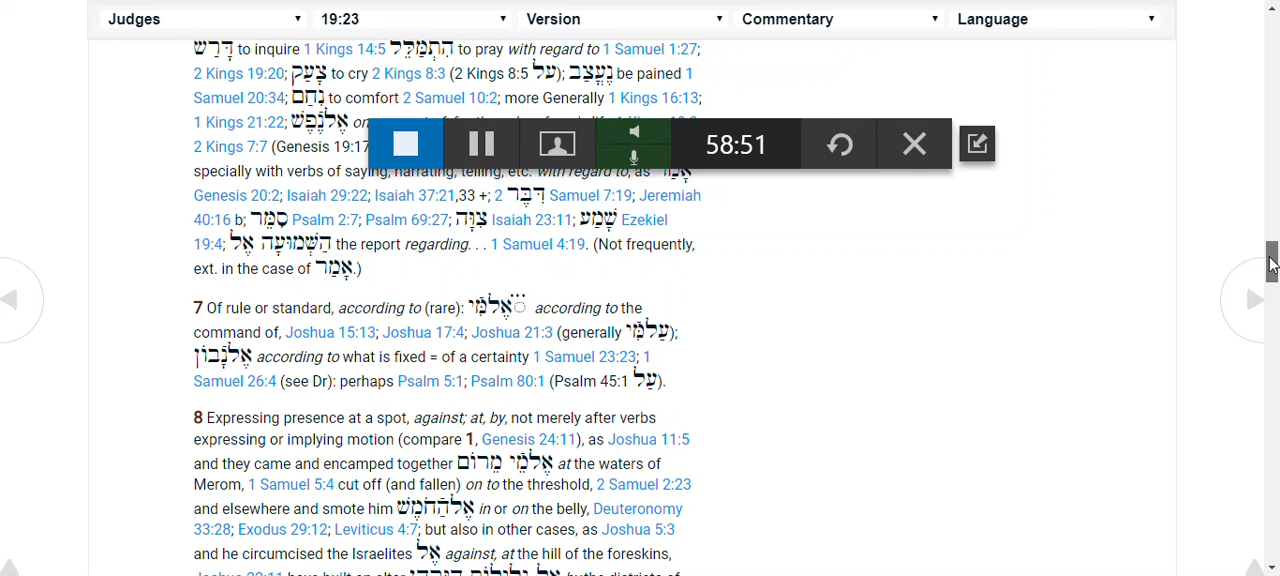 Judges 19:23 Version Commentary Language
דָּרַשׁ to inquire 1 Kings 14:5 הִתְמַּלֵּל to pray with regard to 1 Samuel 1:27;
2 Kings 19:20; צָעַק to cry 2 Kings 8:3 (2 Kings 8:5 עַל); נֶעֱצַב be pained 1
Samuel 20:34; נִחַם to comfort 2 Samuel 10:2; more Generally 1 Kings 16:13;
1 Kings 21:22; אֶלנֶֿפֶשׁ
2 Kings 7:7 (Genesis 19:17
58:51
specially with verbs of saying, narrating, telling, etc. with regard to, as אָמַר
Genesis 20:2; Isaiah 29:22; Isaiah 37:21,33 +; דִּבֶּר 2 Samuel 7:19; Jeremiah
40:16 b; סִמֵּר Psalm 2:7; Psalm 69:27; צִוָּה Isaiah 23:11; שָׁמַע Ezekiel
19:4; הַשְּׁמוּעָה אֶל the report regarding. . . 1 Samuel 4:19. (Not frequently,
ext. in the case of אָמַר.)
7 Of rule or standard, according to (rare): אֶלמִּֿי according to the
command of, Joshua 15:13; Joshua 17:4; Joshua 21:3 (generally עַלמִּֿי);
אֶלנָכוֺן according to what is fixed = of a certainty 1 Samuel 23:23; 1
Samuel 26:4 (see Dr): perhaps Psalm 5:1; Psalm 80:1 (Psalm 45:1 עַל).
8 Expressing presence at a spot, against; at, by, not merely after verbs
expressing or implying motion (compare 1, Genesis 24:11), as Joshua 11:5
and they came and encamped together אֶלמֵֿי מֵרוֺם at the waters of
Merom, 1 Samuel 5:4 cut off (and fallen) on to the threshold, 2 Samuel 2:23
and elsewhere and smote him אֶלהַֿחֹמֶשׁ in or on the belly, Deuteronomy
33:28; Exodus 29:12; Leviticus 4:7; but also in other cases, as Joshua 5:3
and he circumcised the Israelites אֶל against, at the hill of the foreskins,